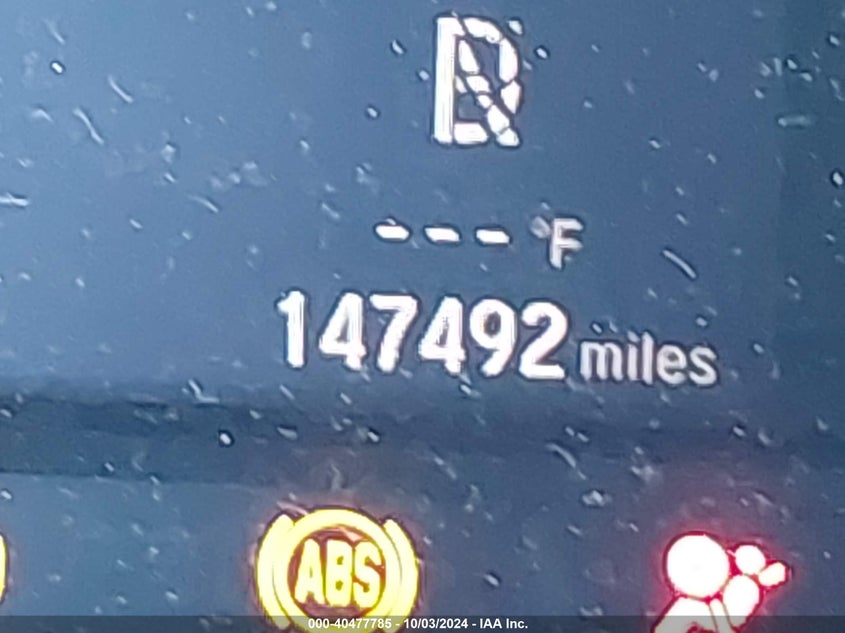 D
--- °F
147492 miles
ABS
000-40477785 - 10/03/2024 - IAA Inc.